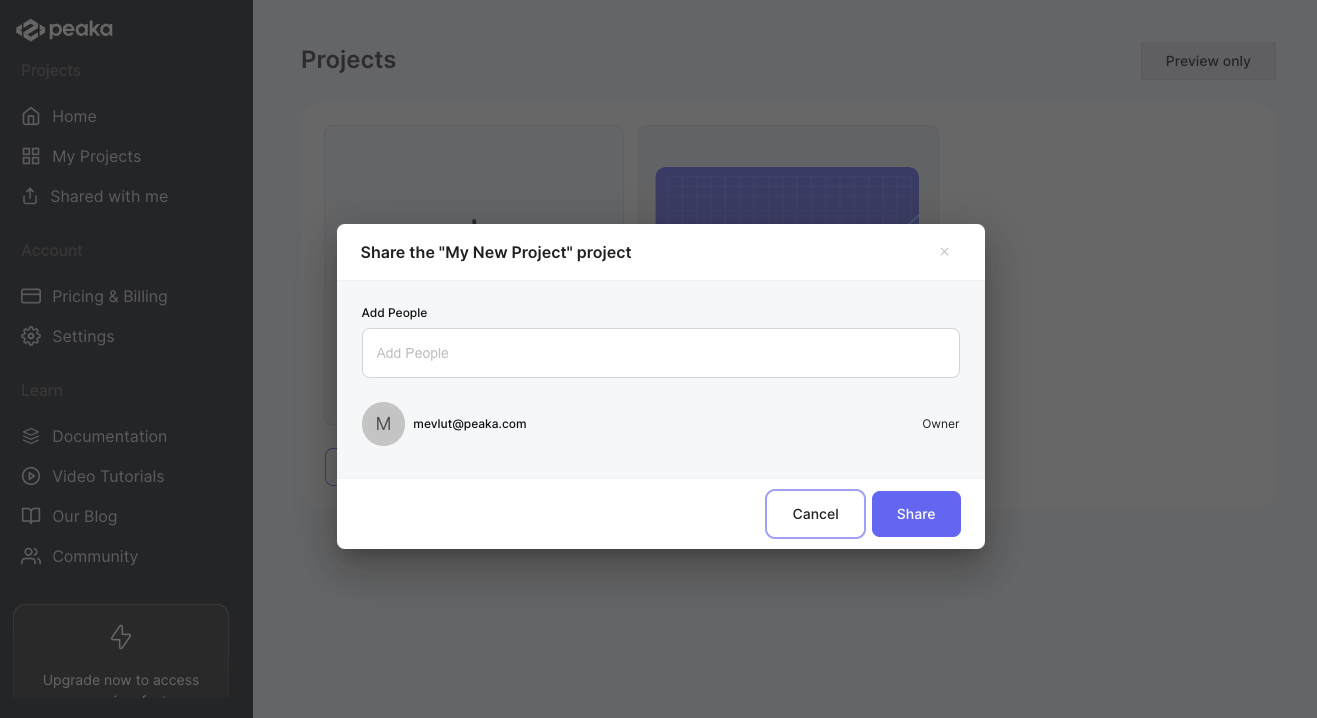 peaka
Projects
Home
My Projects
Shared with me
Account
Pricing & Billing
Settings
Learn
Documentation
Video Tutorials
Our Blog
Community
Upgrade now to access
Projects
Preview only
Share the "My New Project" project
Add People
Add People
M
mevlut@peaka.com
Owner
Cancel
Share